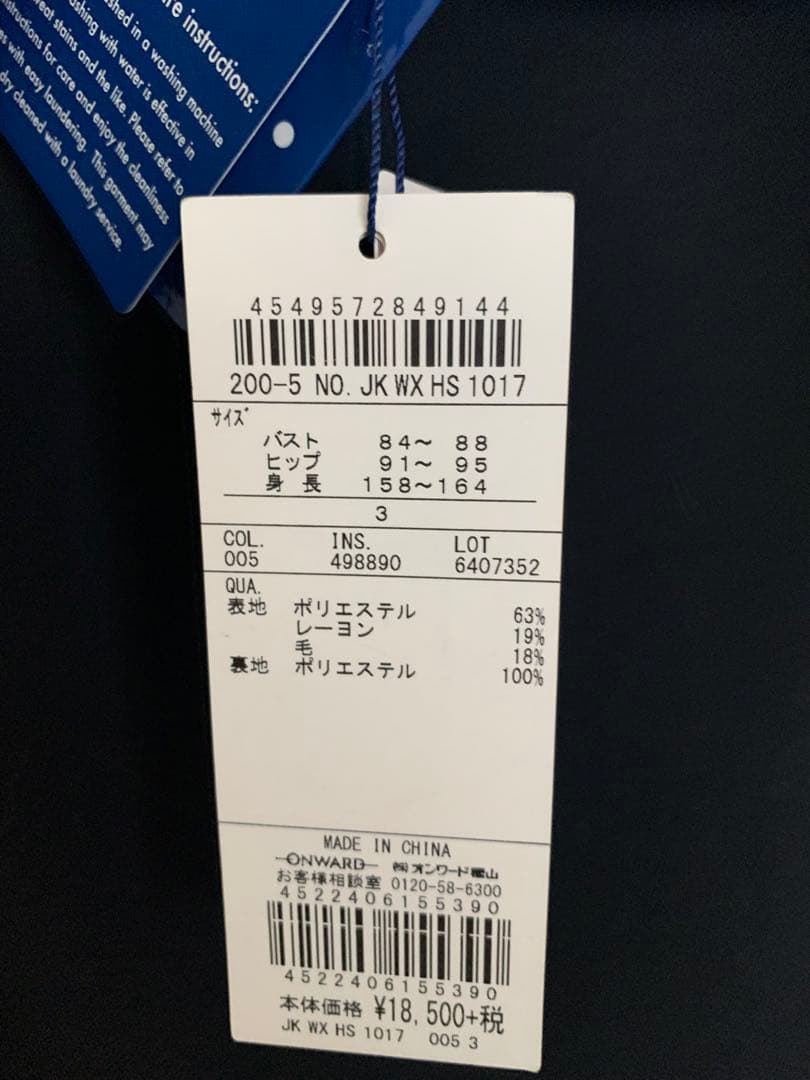 re instructions:
shed in a washing machine
ashing with water is effective in
reat stains and the like. Please refer to
ructions for care and enjoy the cleanliness
es with easy laundering. This garment may
dry cleaned with a laundry service.
4549572849144
200-5 NO. JK WX HS 1017
サイズ
バスト 84～ 88
ヒップ 91～ 95
身 長 158～164
3
COL. INS. LOT
005 498890 6407352
QUA.
表地 ポリエステル 63%
レーヨン 19%
毛 18%
裏地 ポリエステル 100%
MADE IN CHINA
ONWARD ㈱オンワード樫山
お客様相談室 0120-58-6300
4522406155390
4522406155390
本体価格 ¥18,500+税
JK WX HS 1017 005 3